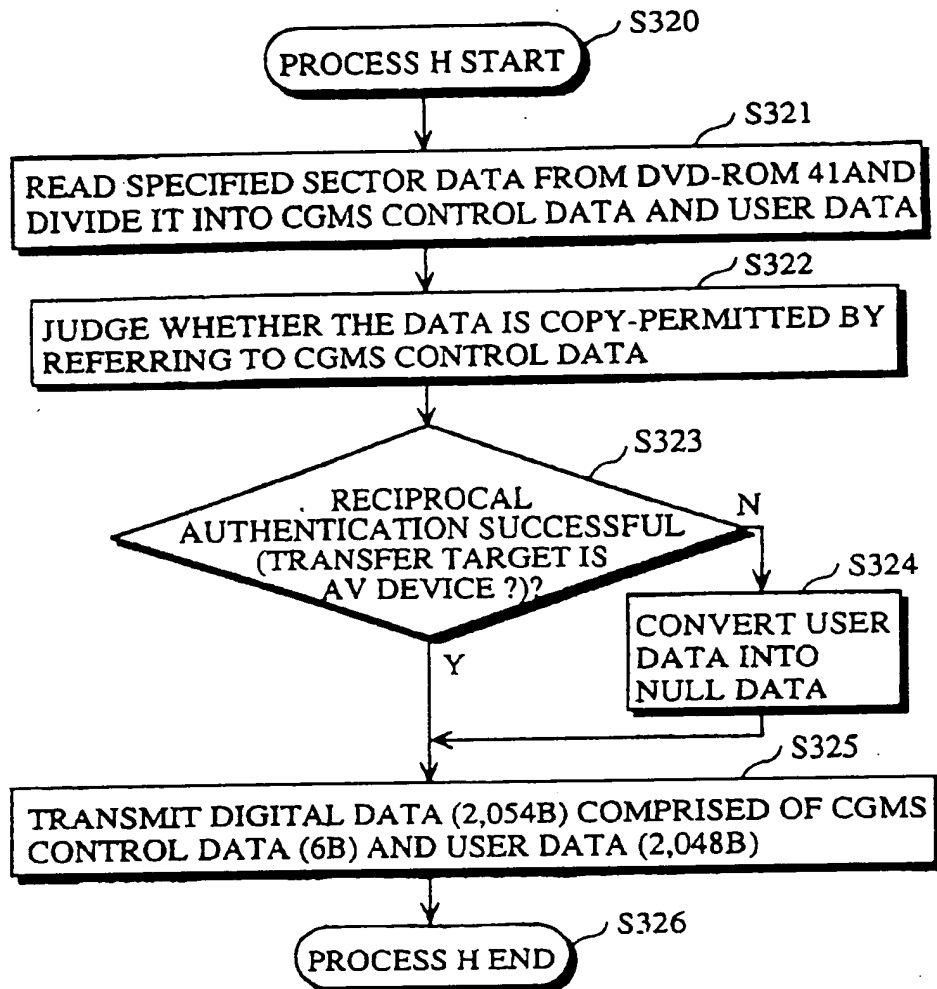 S320
PROCESS H START
S321
READ SPECIFIED SECTOR DATA FROM DVD-ROM 41AND
DIVIDE IT INTO CGMS CONTROL DATA AND USER DATA
S322
JUDGE WHETHER THE DATA IS COPY-PERMITTED BY
REFERRING TO CGMS CONTROL DATA
S323
RECIPROCAL
AUTHENTICATION SUCCESSFUL
(TRANSFER TARGET IS
AV DEVICE ?)?
N
S324
CONVERT USER
DATA INTO
NULL DATA
Y
S325
TRANSMIT DIGITAL DATA (2,054B) COMPRISED OF CGMS
CONTROL DATA (6B) AND USER DATA (2,048B)
S326
PROCESS H END